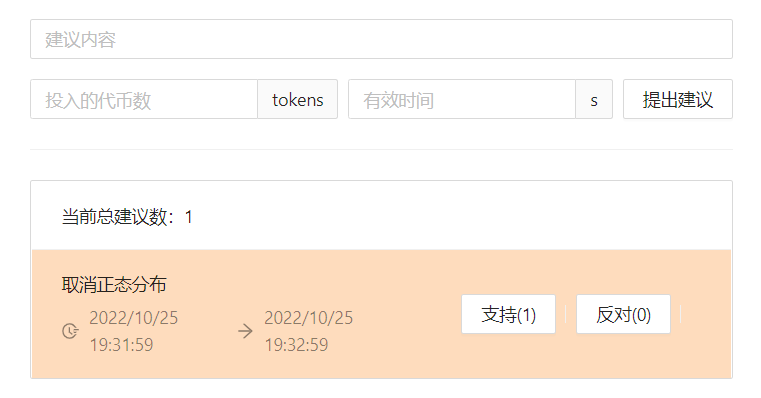 建议内容
投入的代币数 tokens 有效时间 s 提出建议
当前总建议数：1
取消正态分布
2022/10/25 19:31:59
2022/10/25 19:32:59
支持(1) 反对(0)